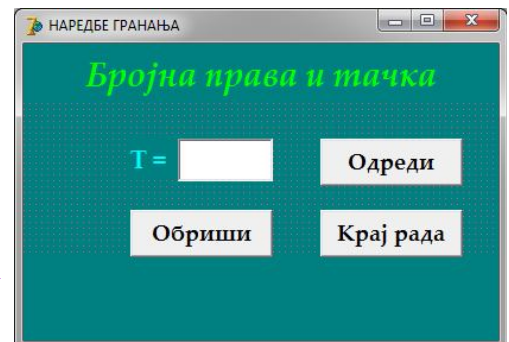 НАРЕДБЕ ГРАНАЊА
Бројна права и тачка
T =
Одреди
Обриши
Крај рада